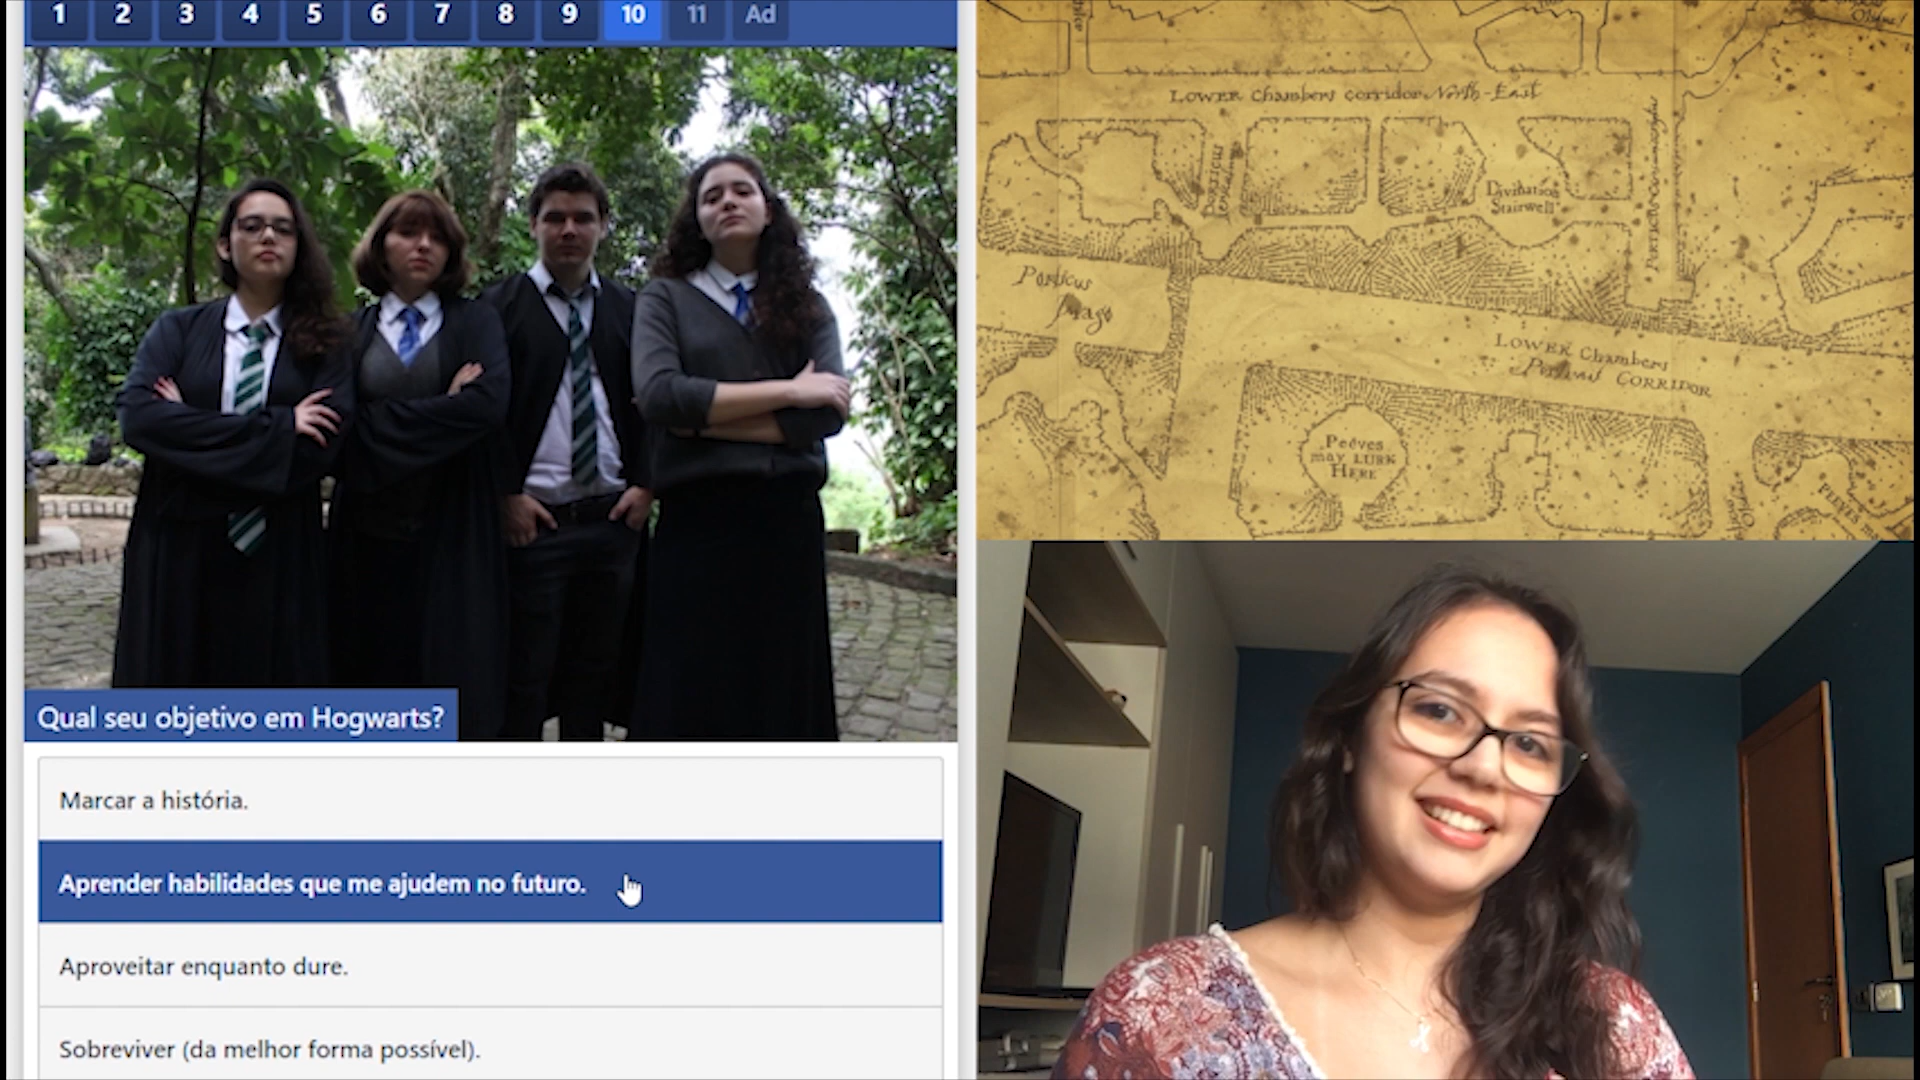 1 2 3 4 5 6 7 8 9 10 11 Ad
Qual seu objetivo em Hogwarts?
Marcar a história.
Aprender habilidades que me ajudem no futuro.
Aproveitar enquanto dure.
Sobreviver (da melhor forma possível).
LOWER Chambers corridor North-East
Divination
Stairwell
Porticus
LOWER Chambers
CORRIDOR
Peeves
may LURK
HERE